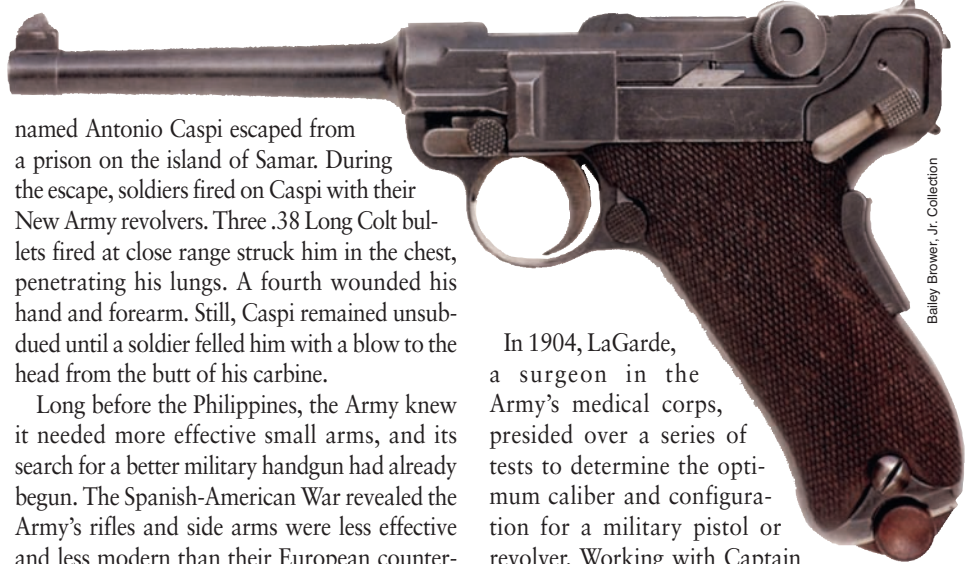 named Antonio Caspi escaped from
a prison on the island of Samar. During
the escape, soldiers fired on Caspi with their
New Army revolvers. Three .38 Long Colt bul-
lets fired at close range struck him in the chest,
penetrating his lungs. A fourth wounded his
hand and forearm. Still, Caspi remained unsub-
dued until a soldier felled him with a blow to the
head from the butt of his carbine.
Long before the Philippines, the Army knew
it needed more effective small arms, and its
search for a better military handgun had already
begun. The Spanish-American War revealed the
Army's rifles and side arms were less effective
and less modern than their European counter-
In 1904, LaGarde,
a surgeon in the
Army's medical corps,
presided over a series of
tests to determine the opti-
mum caliber and configura-
tion for a military pistol or
revolver. Working with Captain
Bailey Brower, Jr. Collection